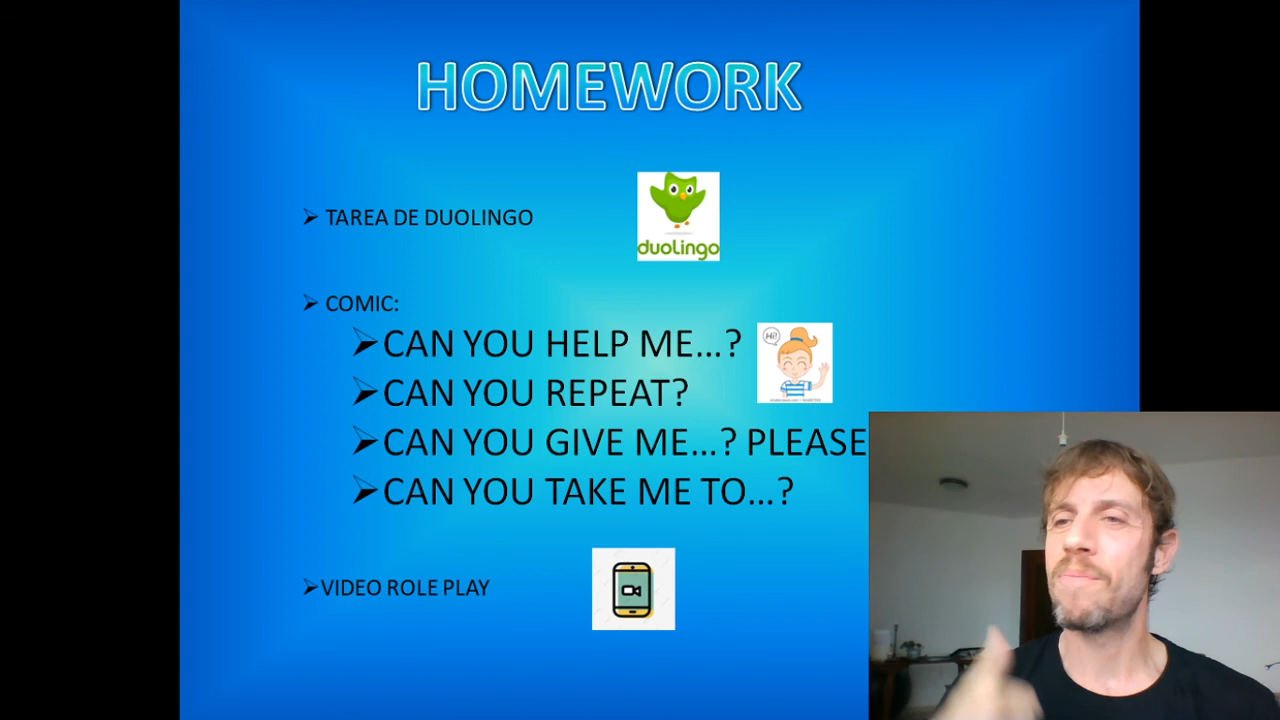 HOMEWORK
TAREA DE DUOLINGO
duolingo
COMIC:
CAN YOU HELP ME...?
Hi!
CAN YOU REPEAT?
CAN YOU GIVE ME...? PLEASE
CAN YOU TAKE ME TO...?
VIDEO ROLE PLAY